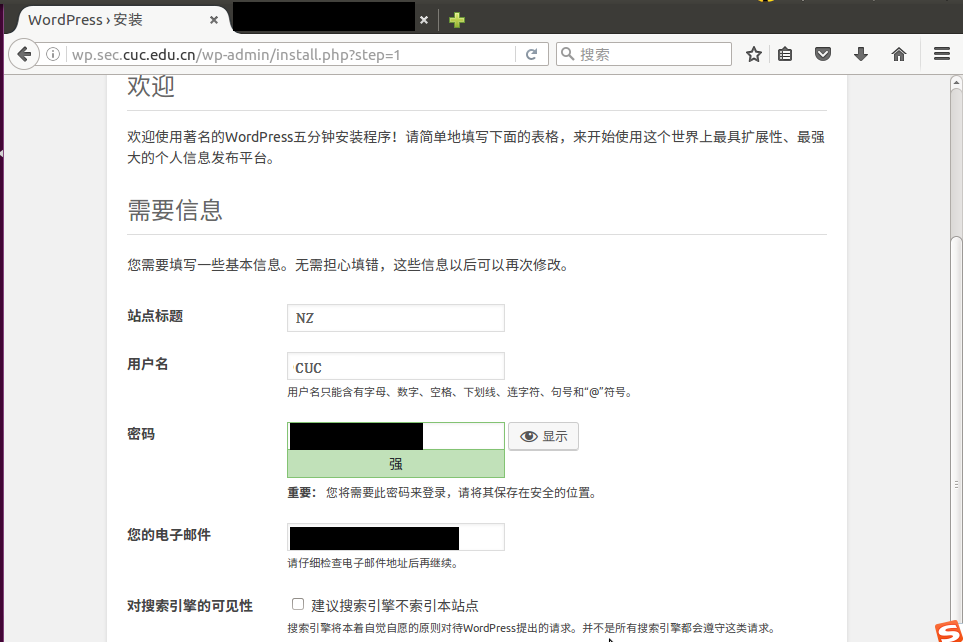 WordPress › 安装
wp.sec.cuc.edu.cn/wp-admin/install.php?step=1
搜索
欢迎
欢迎使用著名的WordPress五分钟安装程序！请简单地填写下面的表格，来开始使用这个世界上最具扩展性、最强
大的个人信息发布平台。
需要信息
您需要填写一些基本信息。无需担心填错，这些信息以后可以再次修改。
站点标题
NZ
用户名
CUC
用户名只能含有字母、数字、空格、下划线、连字符、句号和“@”符号。
密码
显示
强
重要： 您将需要此密码来登录，请将其保存在安全的位置。
您的电子邮件
请仔细检查电子邮件地址后再继续。
对搜索引擎的可见性
建议搜索引擎不索引本站点
搜索引擎将本着自觉自愿的原则对待WordPress提出的请求。并不是所有搜索引擎都会遵守这类请求。